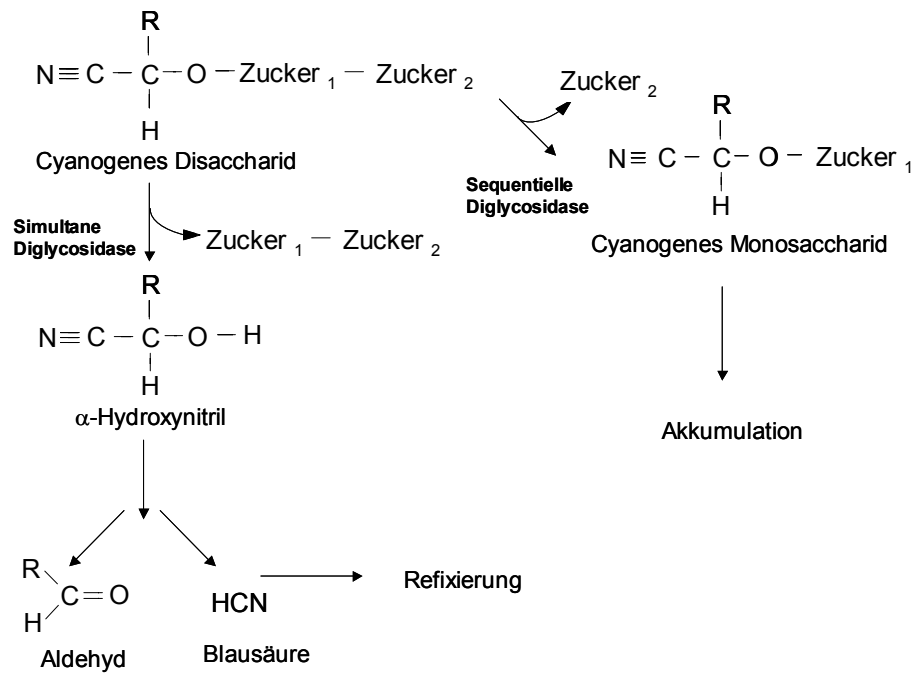 R
N≡C – C – O – Zucker 1 – Zucker 2
H
Cyanogenes Disaccharid
Zucker 2
R
N≡C – C – O – Zucker 1
H
Cyanogenes Monosaccharid
Sequentielle
Diglycosidase
Simultane
Diglycosidase
Zucker 1 – Zucker 2
R
N≡C – C – O – H
H
α-Hydroxynitril
Akkumulation
R
C=O
H
Aldehyd
HCN
Blausäure
Refixierung